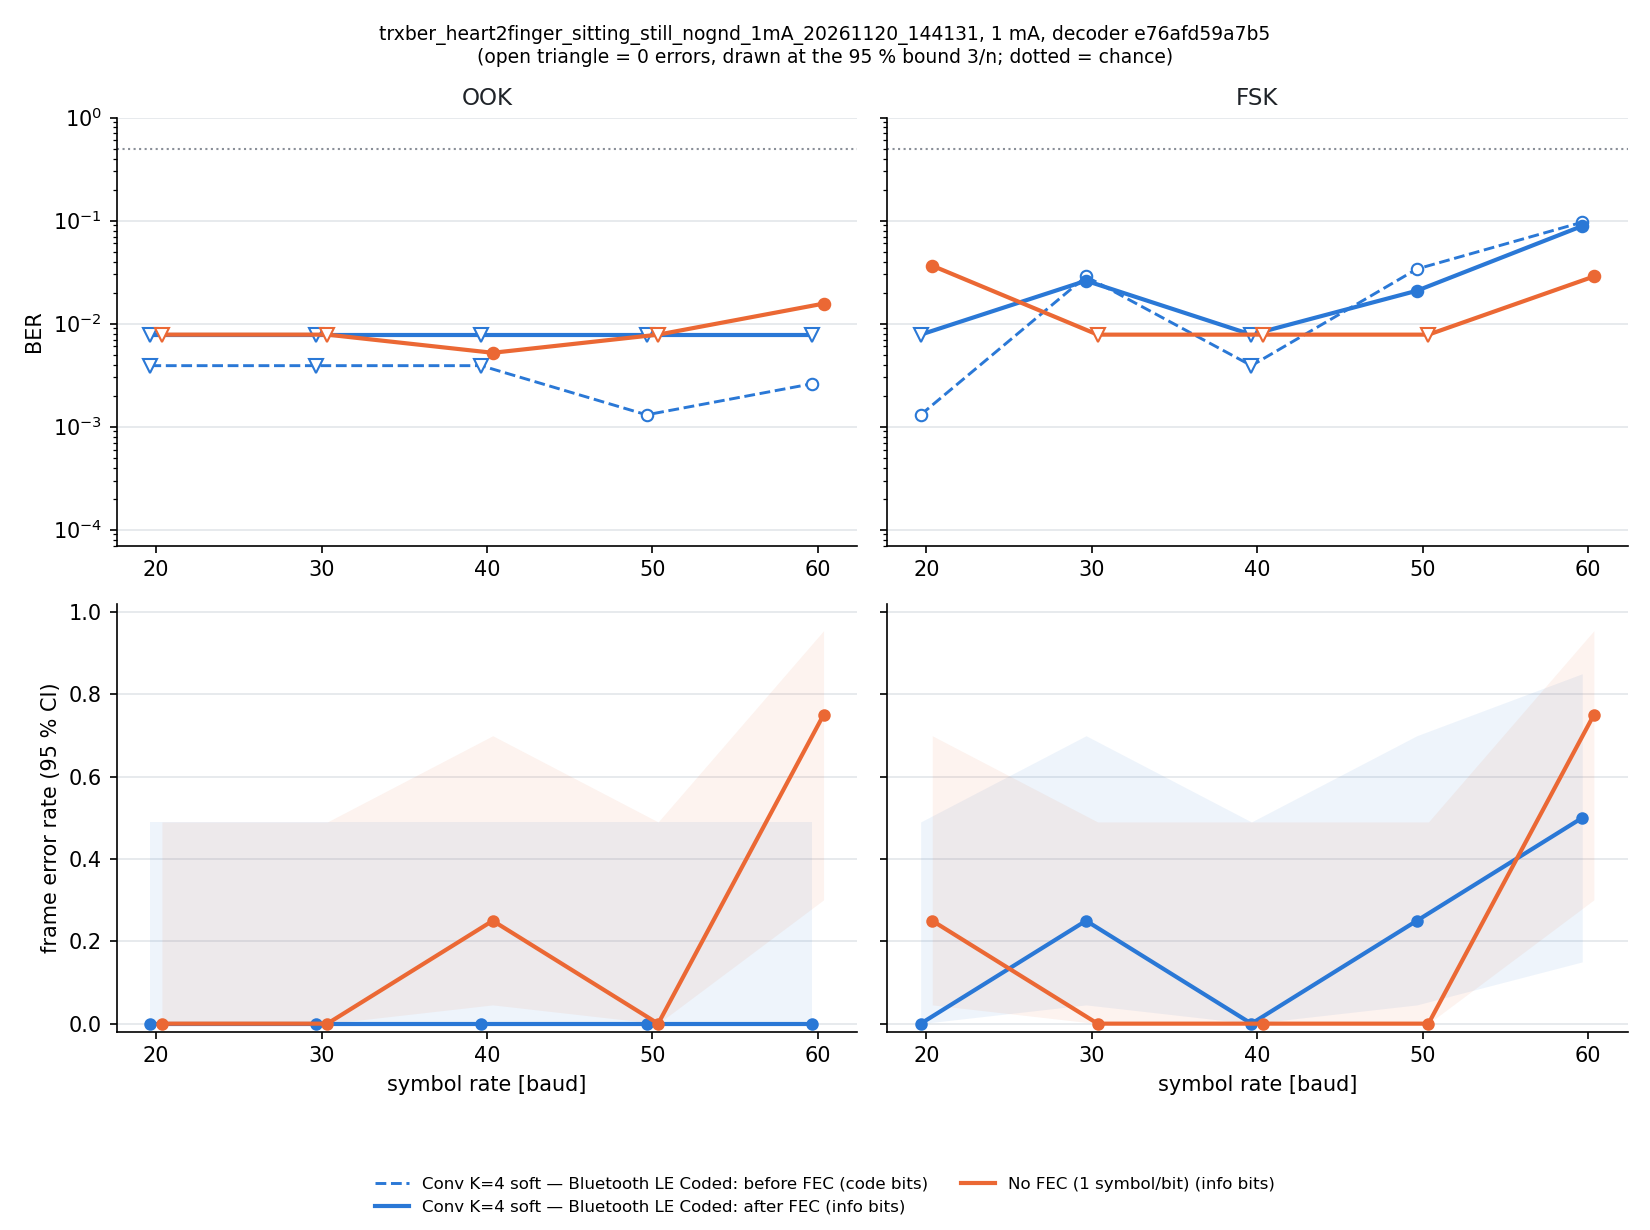 trxber_heart2finger_sitting_still_nognd_1mA_20261120_144131, 1 mA, decoder e76afd59a7b5
(open triangle = 0 errors, drawn at the 95 % bound 3/n; dotted = chance)
OOK
FSK
BER
10⁰
10⁻¹
10⁻²
10⁻³
10⁻⁴
20 30 40 50 60
20 30 40 50 60
frame error rate (95 % CI)
1.0
0.8
0.6
0.4
0.2
0.0
20 30 40 50 60
20 30 40 50 60
symbol rate [baud]
symbol rate [baud]
Conv K=4 soft — Bluetooth LE Coded: before FEC (code bits)
Conv K=4 soft — Bluetooth LE Coded: after FEC (info bits)
No FEC (1 symbol/bit) (info bits)